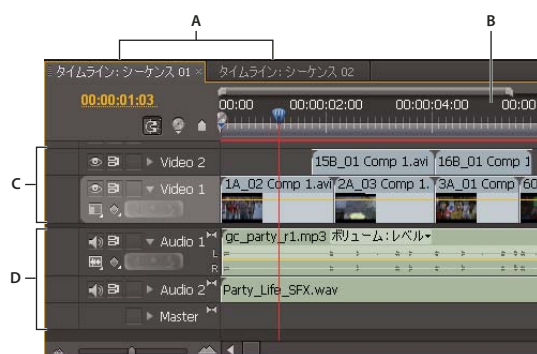 A
B
タイムライン: シーケンス 01 ×
タイムライン: シーケンス 02
00:00:01:03
00:00
00:00:02:00
00:00:04:00
00:00
C
Video 2
15B_01 Comp 1.avi
16B_01 Comp 1
Video 1
1A_02 Comp 1.avi
2A_03 Comp 1.
3A_01 Comp
60
D
Audio 1
gc_party_r1.mp3 ボリューム:レベル
L
R
Audio 2
Party_Life_SFX.wav
Master